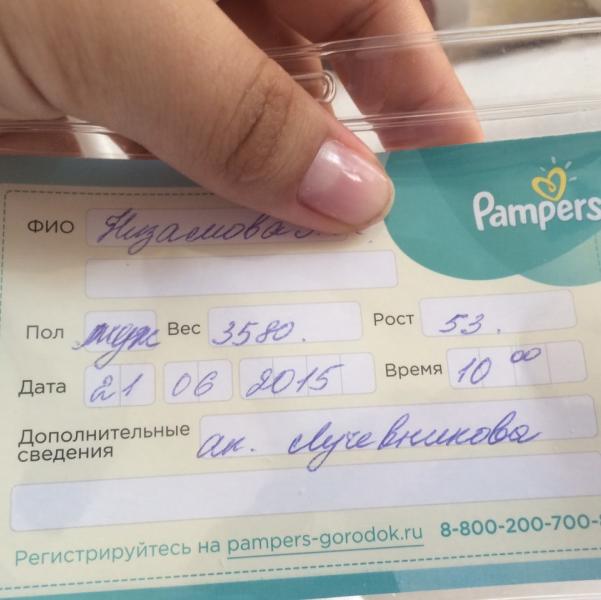 Pampers
ФИО Низамова
Пол муж Вес 3580. Рост 53.
Дата 21 06 2015 Время 10 00
Дополнительные сведения ак. Лучевникова
Регистрируйтесь на pampers-gorodok.ru 8-800-200-700-